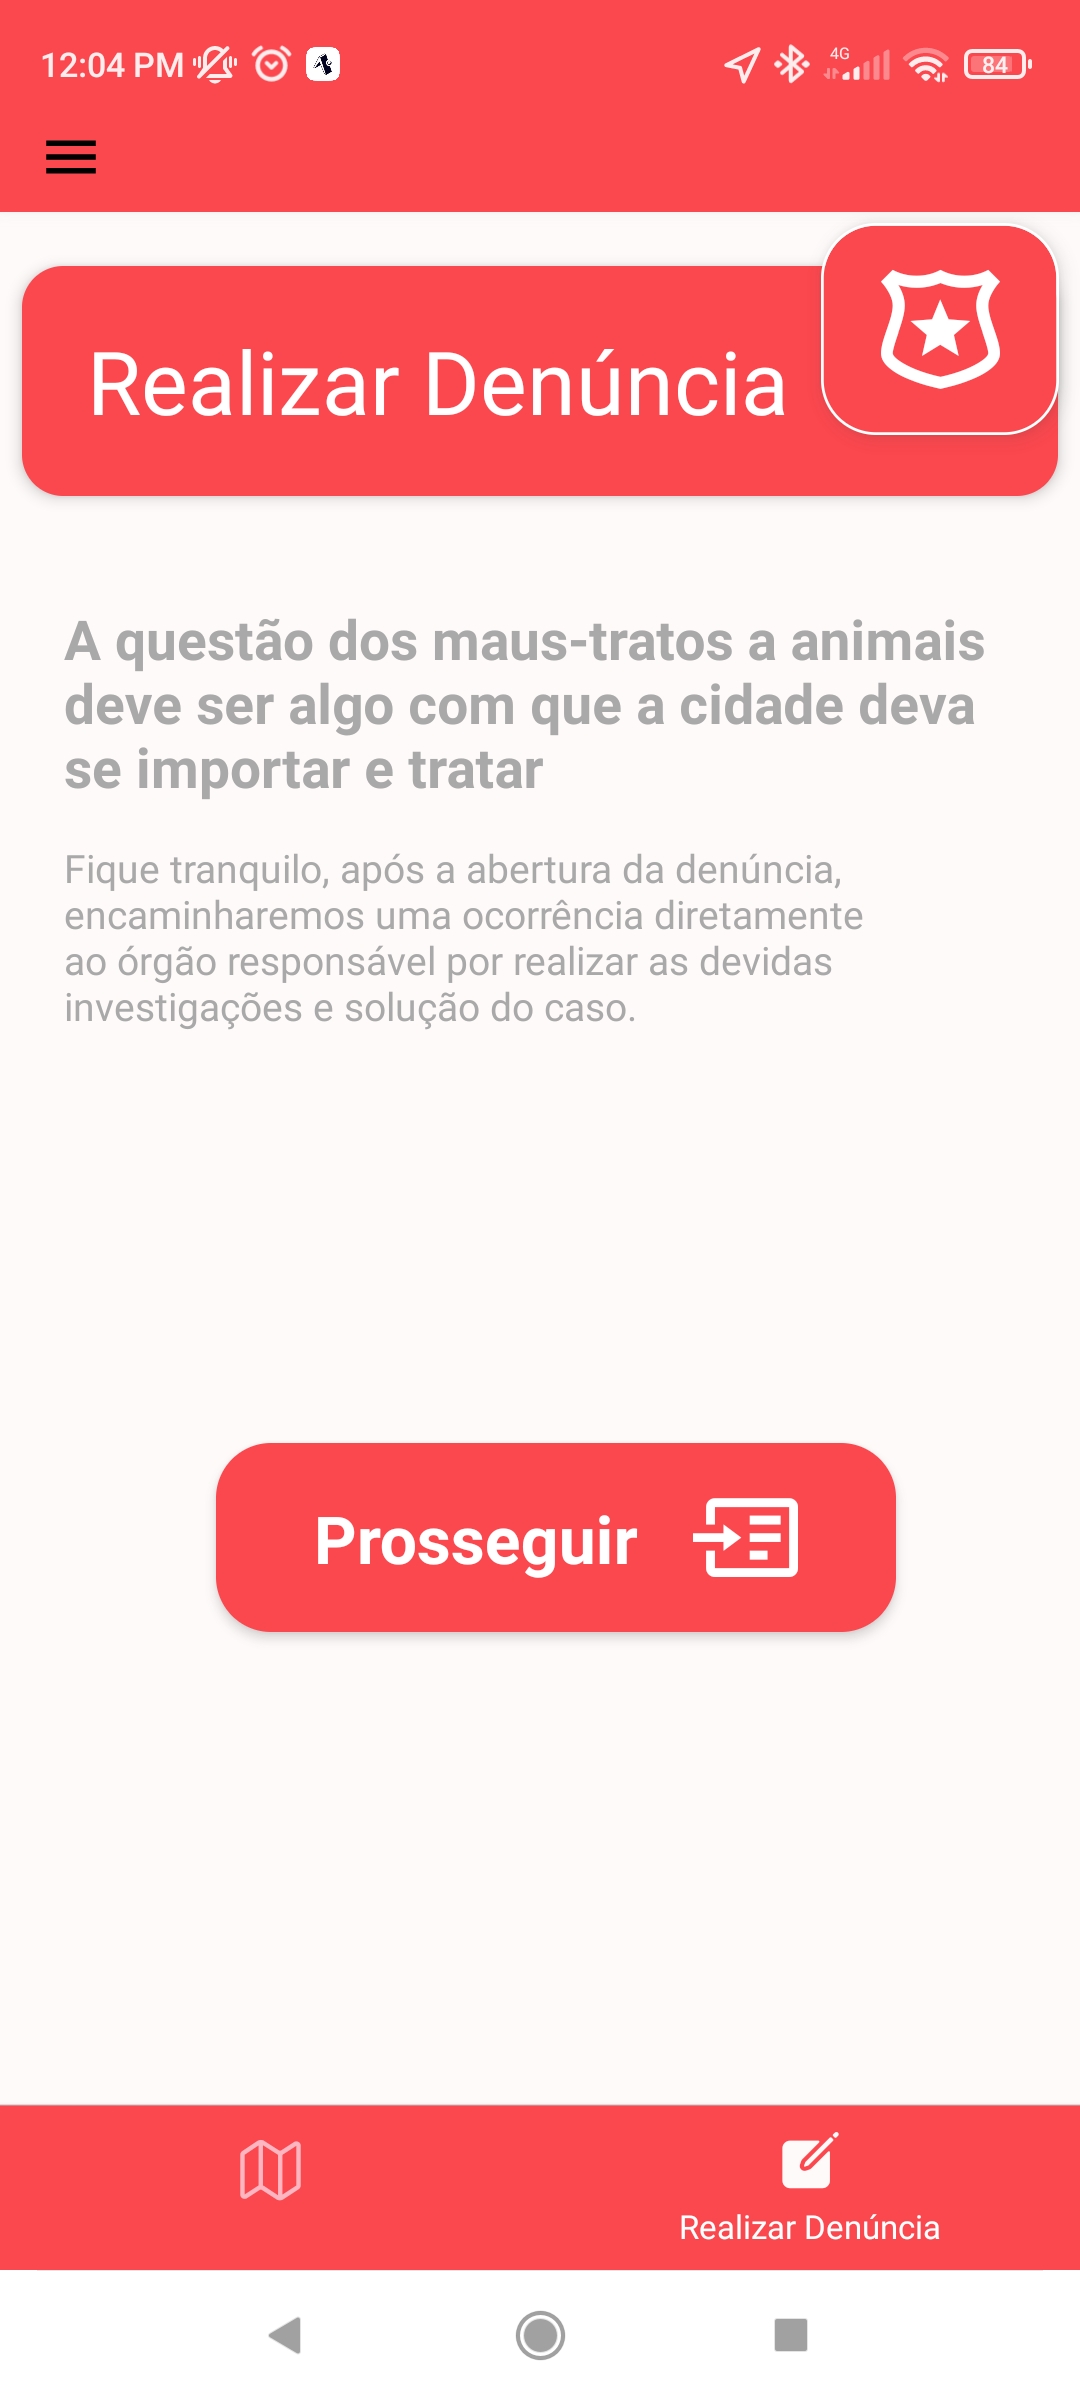 12:04 PM
4G
84
Realizar Denúncia
A questão dos maus-tratos a animais
deve ser algo com que a cidade deva
se importar e tratar
Fique tranquilo, após a abertura da denúncia,
encaminharemos uma ocorrência diretamente
ao órgão responsável por realizar as devidas
investigações e solução do caso.
Prosseguir
Realizar Denúncia